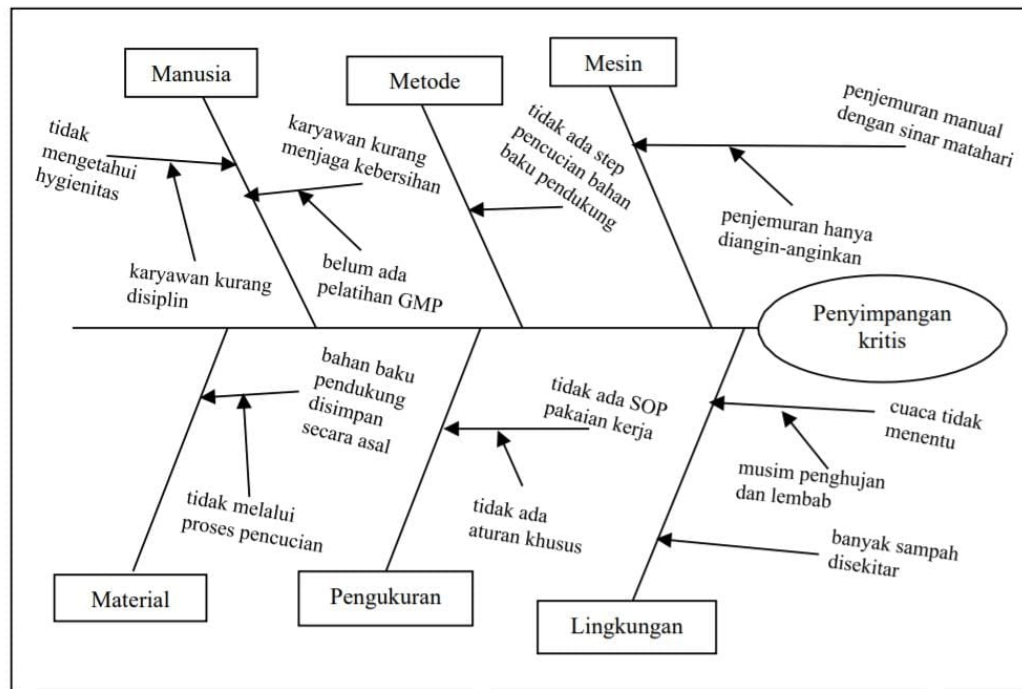 Manusia
Metode
Mesin
tidak
mengetahui
hygienitas
karyawan kurang
menjaga kebersihan
tidak ada step
pencucian bahan
baku pendukung
penjemuran manual
dengan sinar matahari
karyawan kurang
disiplin
belum ada
pelatihan GMP
penjemuran hanya
diangin-anginkan
Penyimpangan
kritis
bahan baku
pendukung
disimpan
secara asal
tidak ada SOP
pakaian kerja
cuaca tidak
menentu
tidak melalui
proses pencucian
tidak ada
aturan khusus
musim penghujan
dan lembab
banyak sampah
disekitar
Material
Pengukuran
Lingkungan